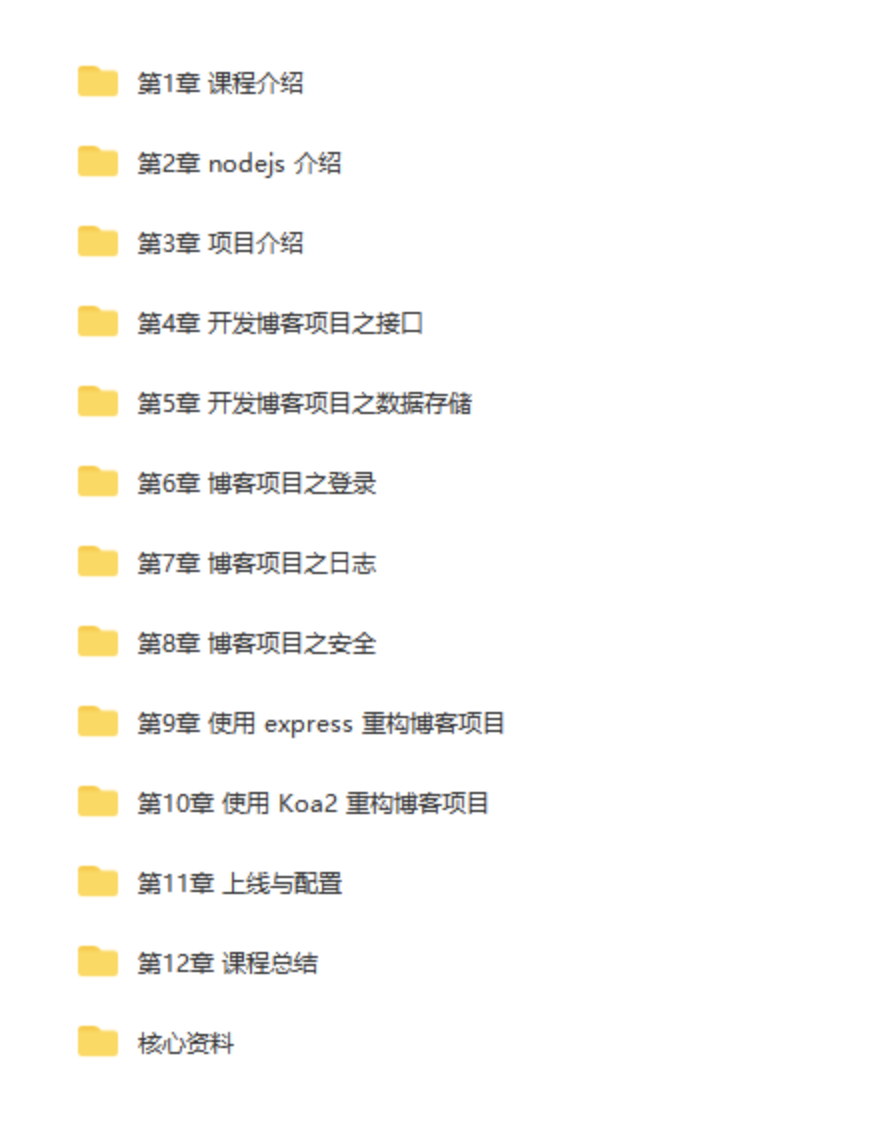 第1章 课程介绍
第2章 nodejs 介绍
第3章 项目介绍
第4章 开发博客项目之接口
第5章 开发博客项目之数据存储
第6章 博客项目之登录
第7章 博客项目之日志
第8章 博客项目之安全
第9章 使用 express 重构博客项目
第10章 使用 Koa2 重构博客项目
第11章 上线与配置
第12章 课程总结
核心资料